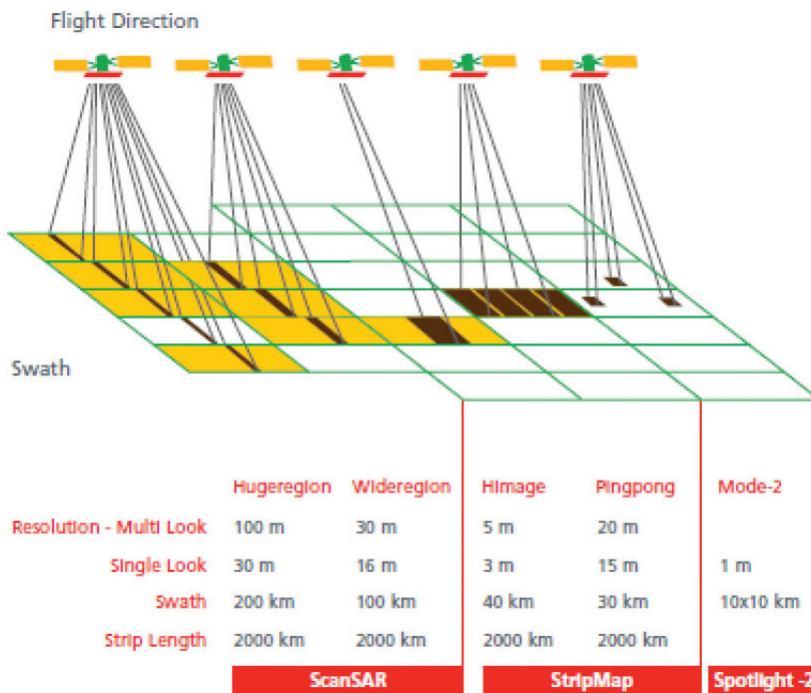 Flight Direction
Swath
Hugeregion Wideregion Himage Pingpong Mode-2
Resolution - Multi Look 100 m 30 m 5 m 20 m
Single Look 30 m 16 m 3 m 15 m 1 m
Swath 200 km 100 km 40 km 30 km 10x10 km
Strip Length 2000 km 2000 km 2000 km 2000 km
ScanSAR StripMap Spotlight -2